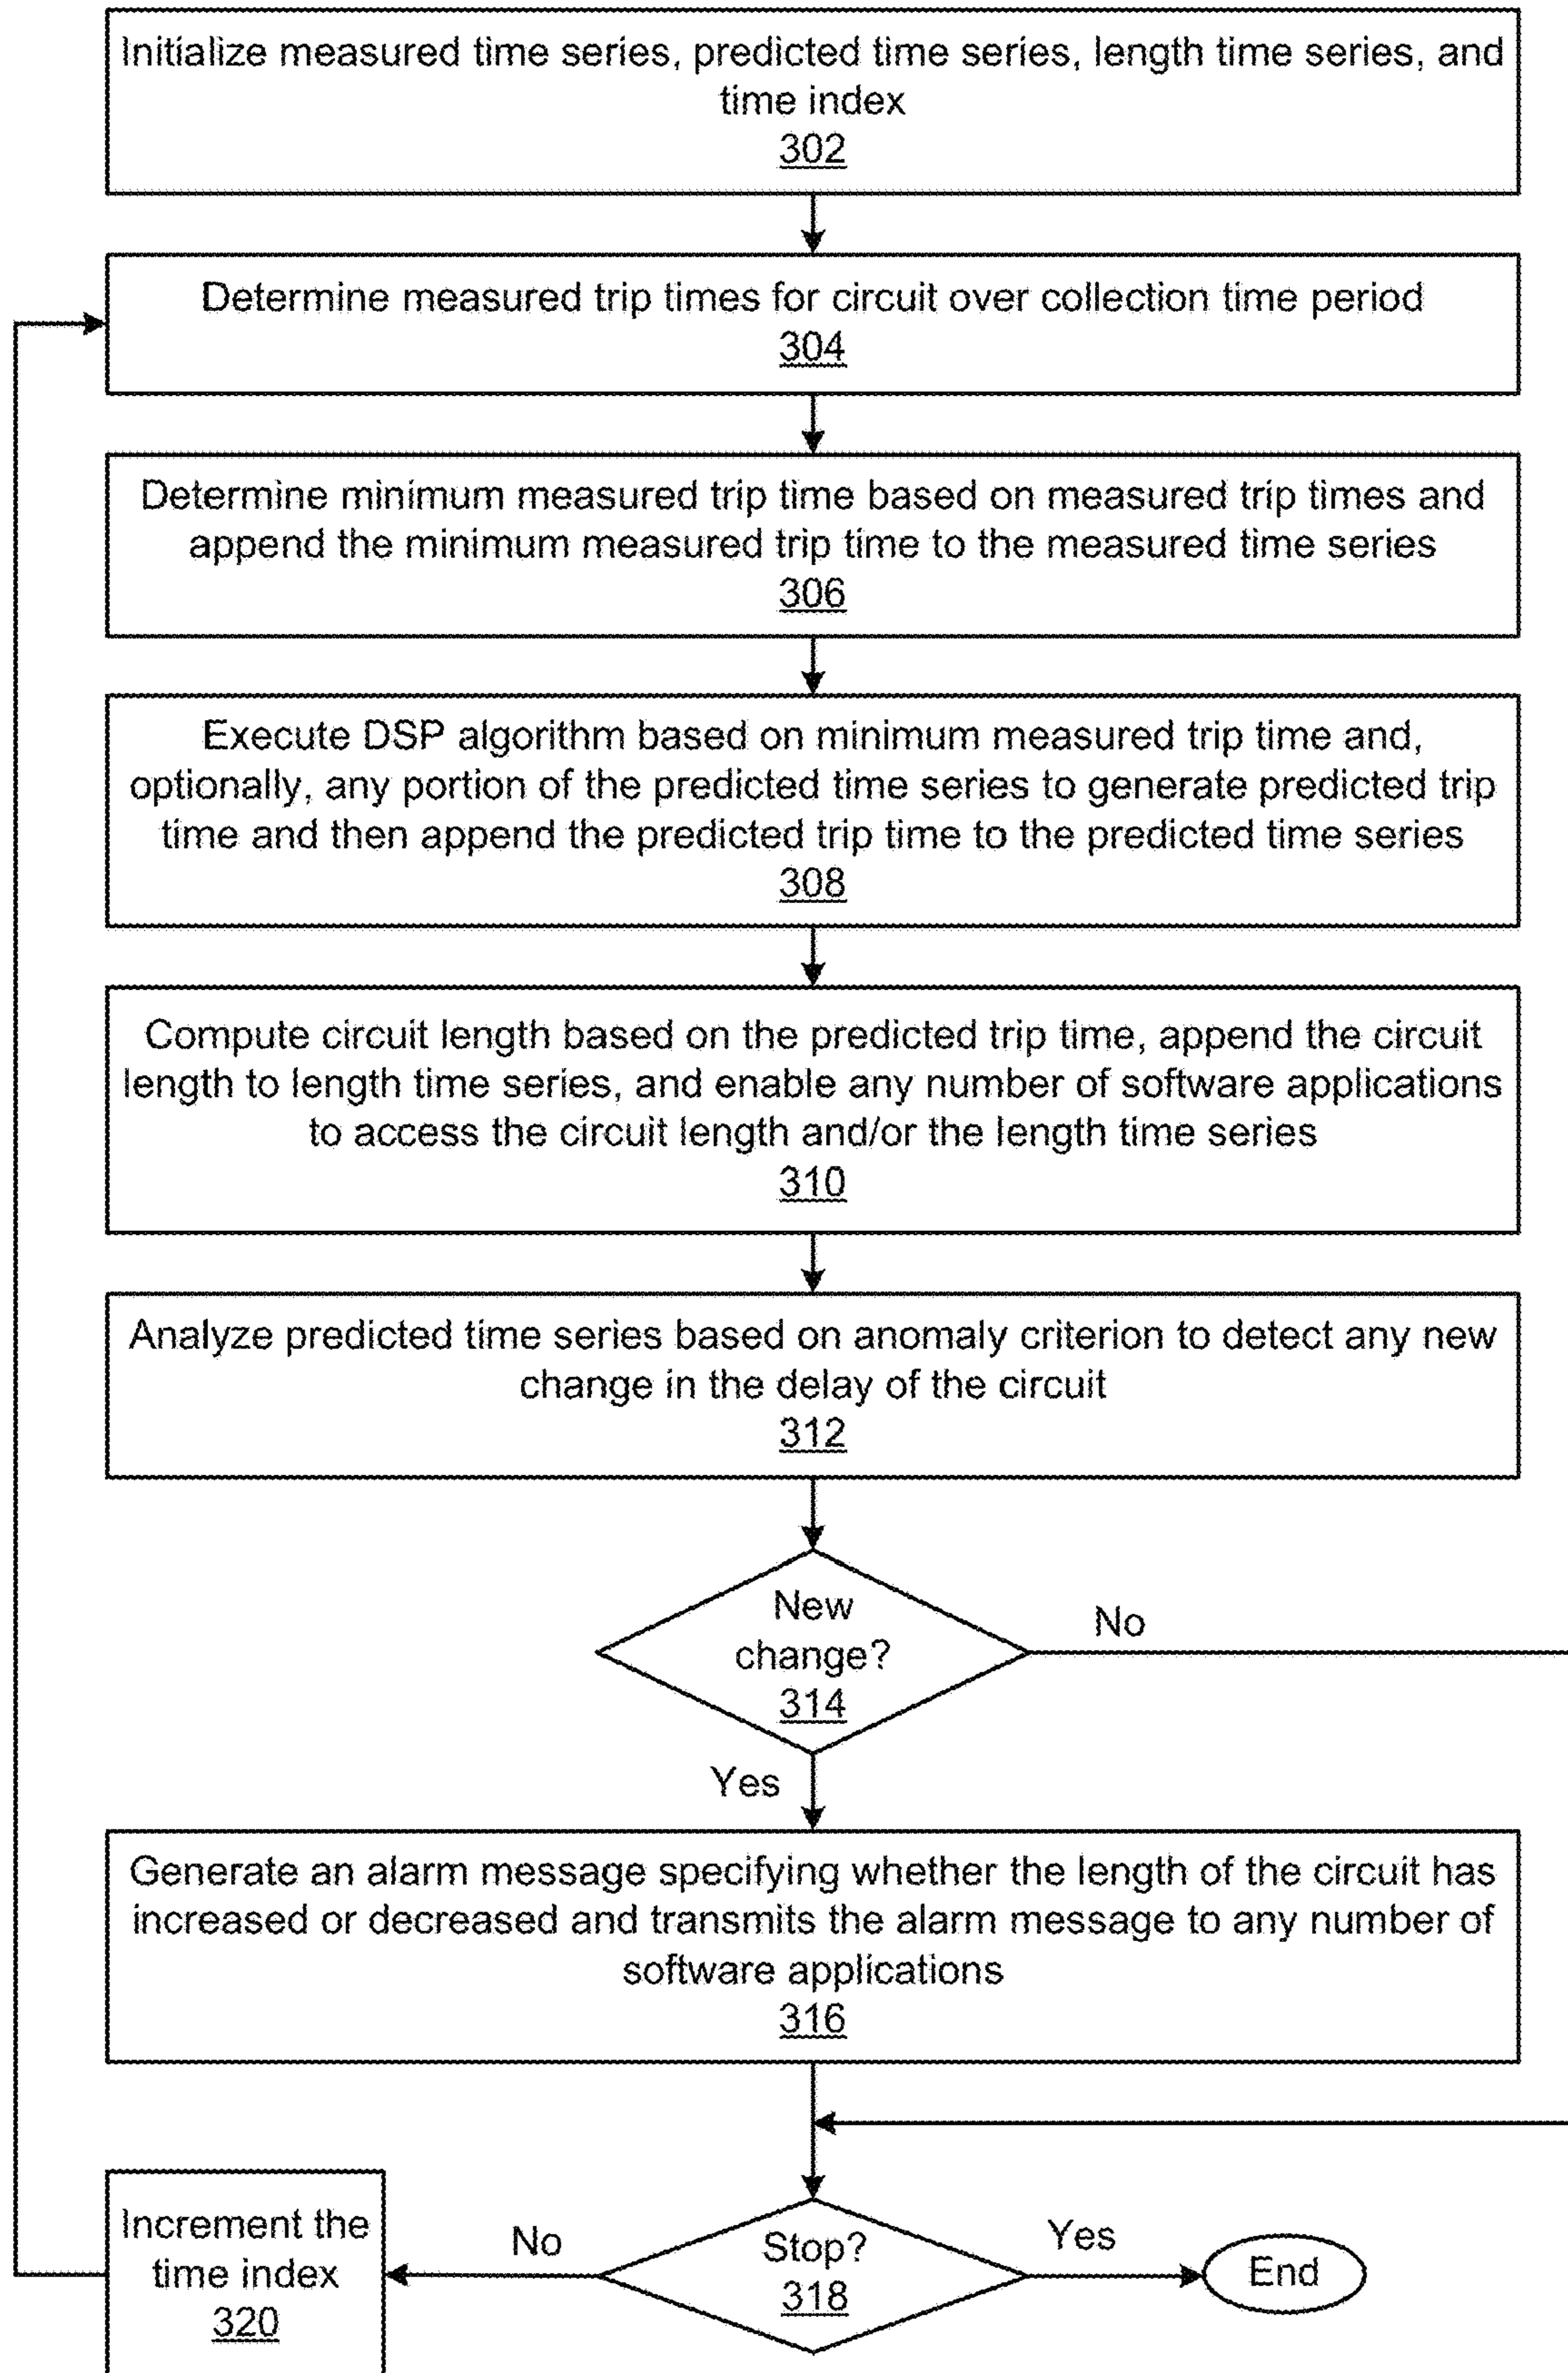 Initialize measured time series, predicted time series, length time series, and
time index
302
Determine measured trip times for circuit over collection time period
304
Determine minimum measured trip time based on measured trip times and
append the minimum measured trip time to the measured time series
306
Execute DSP algorithm based on minimum measured trip time and,
optionally, any portion of the predicted time series to generate predicted trip
time and then append the predicted trip time to the predicted time series
308
Compute circuit length based on the predicted trip time, append the circuit
length to length time series, and enable any number of software applications
to access the circuit length and/or the length time series
310
Analyze predicted time series based on anomaly criterion to detect any new
change in the delay of the circuit
312
New
change?
314
No
Yes
Generate an alarm message specifying whether the length of the circuit has
increased or decreased and transmits the alarm message to any number of
software applications
316
Stop?
318
Yes
End
No
Increment the
time index
320